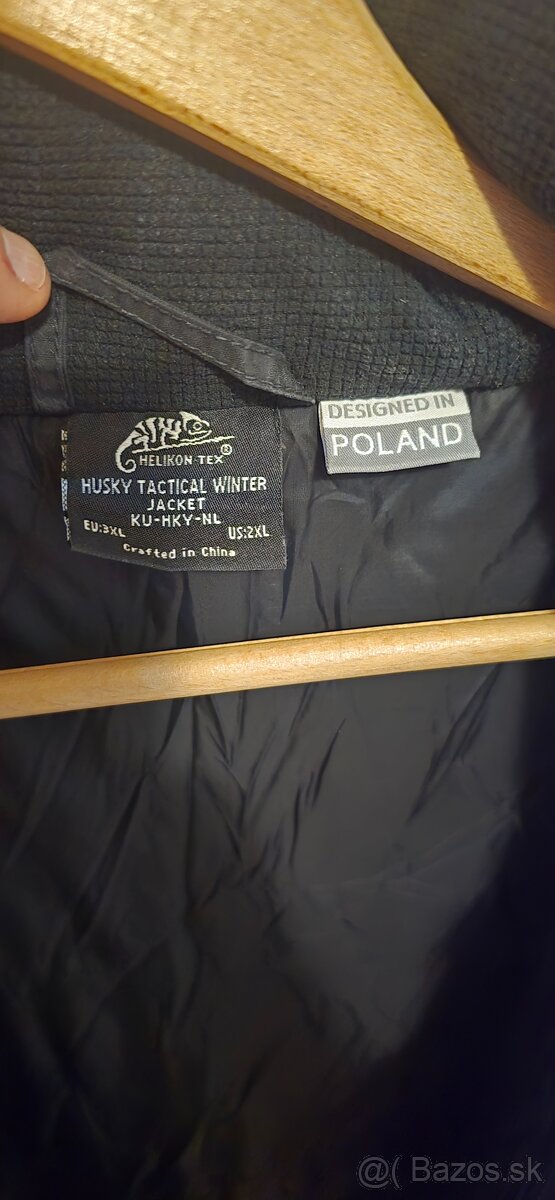 HELIKON-TEX®
HUSKY TACTICAL WINTER
JACKET
KU-HKY-NL
EU:3XL US:2XL
Crafted in China
DESIGNED IN
POLAND
@( Bazos.sk